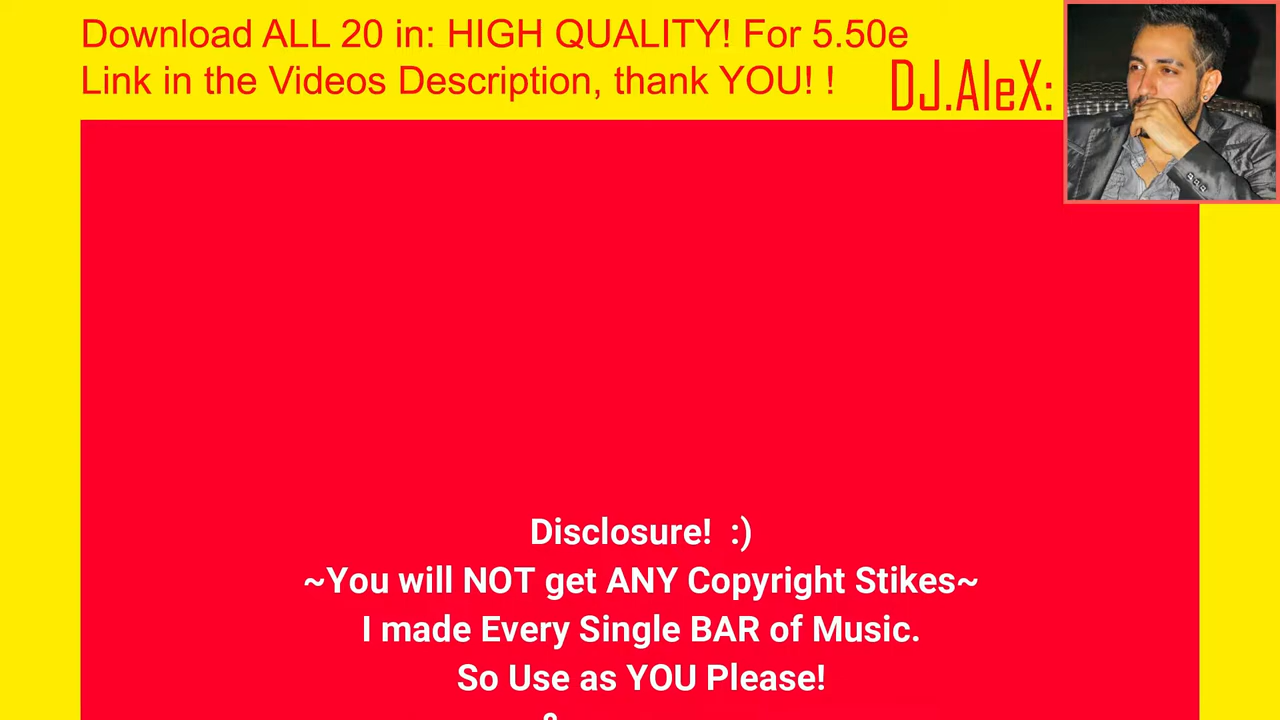 Download ALL 20 in: HIGH QUALITY! For 5.50e
Link in the Videos Description, thank YOU! !
DJ.AleX:
Disclosure!  :)
~You will NOT get ANY Copyright Stikes~
I made Every Single BAR of Music.
So Use as YOU Please!